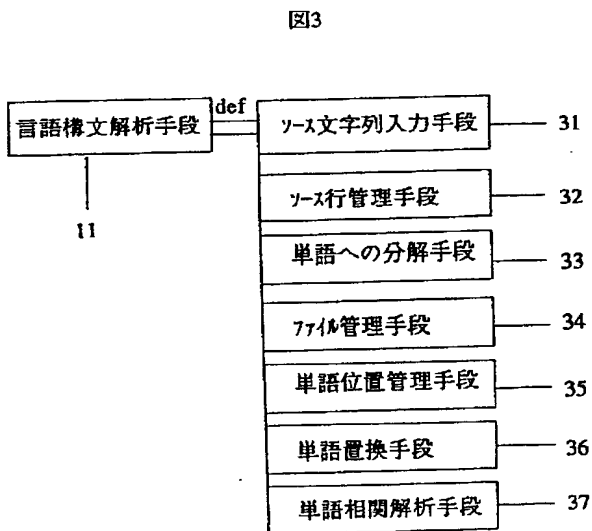 図3
def
言語構文解析手段
11
ソース文字列入力手段
31
ソース行管理手段
32
単語への分解手段
33
ファイル管理手段
34
単語位置管理手段
35
単語置換手段
36
単語相関解析手段
37